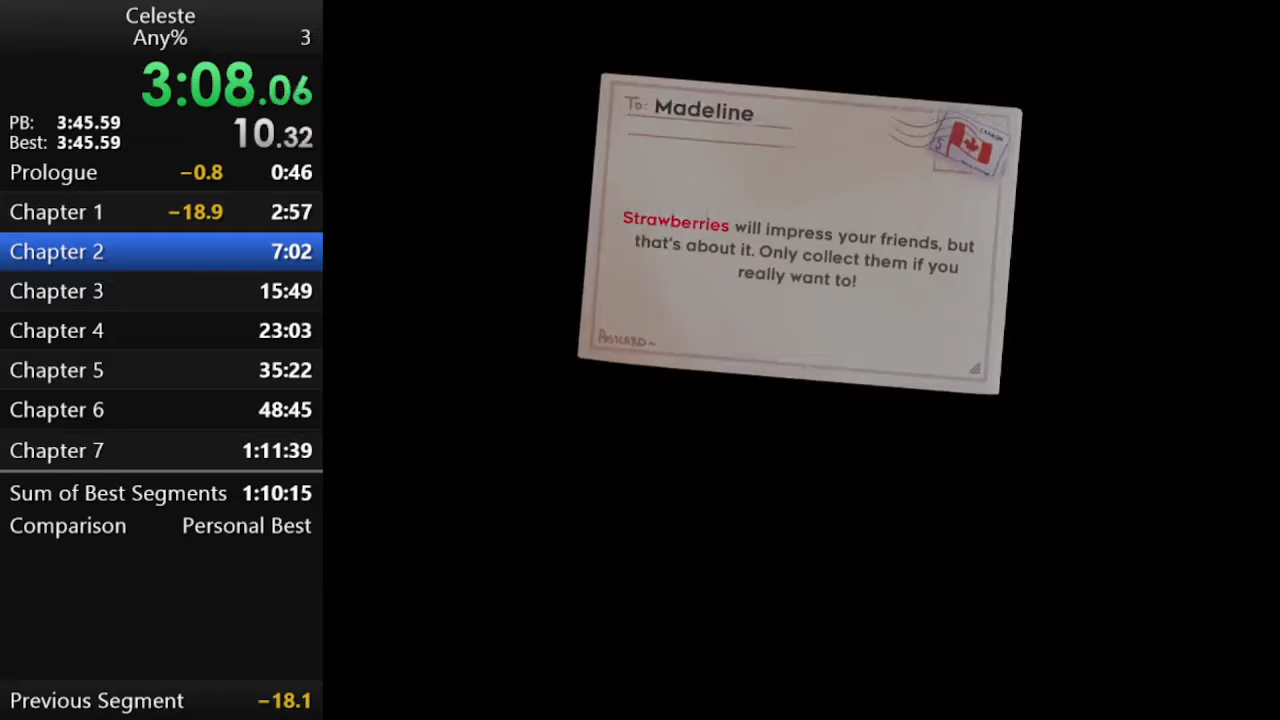 Celeste
Any% 3
3:08.06
PB: 3:45.59
Best: 3:45.59
10.32
Prologue −0.8 0:46
Chapter 1 −18.9 2:57
Chapter 2 7:02
Chapter 3 15:49
Chapter 4 23:03
Chapter 5 35:22
Chapter 6 48:45
Chapter 7 1:11:39
Sum of Best Segments 1:10:15
Comparison Personal Best
Previous Segment −18.1
To: Madeline
CANADA
5
Strawberries will impress your friends, but
that's about it. Only collect them if you
really want to!
POSTCARD~